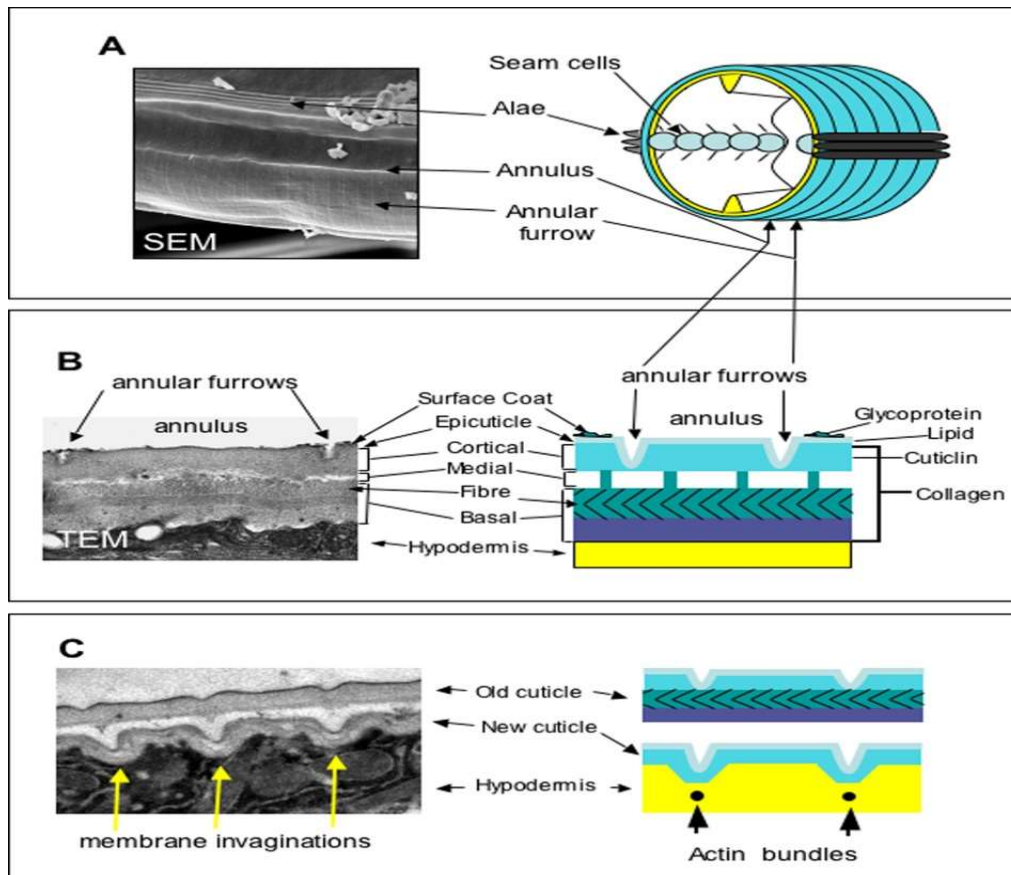 A
Seam cells
Alae
Annulus
Annular
furrow
SEM
B
annular furrows
annulus
Surface Coat
Epicuticle
Cortical
Medial
Fibre
Basal
Hypodermis
TEM
annular furrows
annulus
Glycoprotein
Lipid
Cuticlin
Collagen
C
Old cuticle
New cuticle
Hypodermis
membrane invaginations
Actin bundles